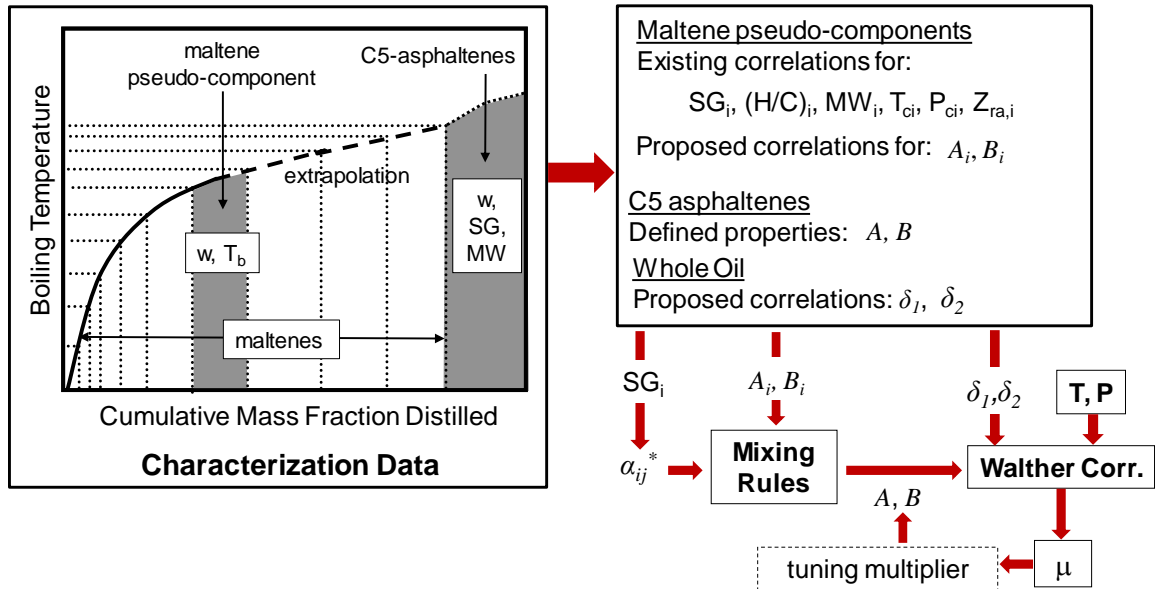 maltene
pseudo-component
C5-asphaltenes
Boiling Temperature
extrapolation
w, T_b
w,
SG,
MW
maltenes
Cumulative Mass Fraction Distilled
Characterization Data
Maltene pseudo-components
Existing correlations for:
SG_i, (H/C)_i, MW_i, T_ci, P_ci, Z_ra,i
Proposed correlations for: A_i, B_i
C5 asphaltenes
Defined properties: A, B
Whole Oil
Proposed correlations: δ_1, δ_2
SG_i
A_i, B_i
δ_1,δ_2
T, P
α_ij*
Mixing
Rules
Walther Corr.
A, B
tuning multiplier
μ